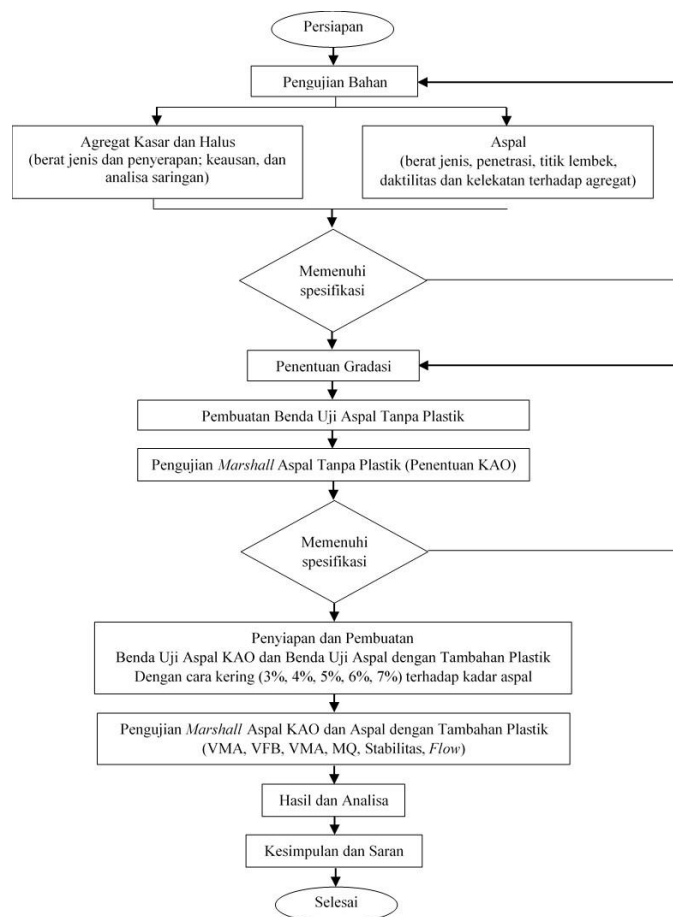 Persiapan
Pengujian Bahan
Agregat Kasar dan Halus
(berat jenis dan penyerapan; keausan, dan
analisa saringan)
Aspal
(berat jenis, penetrasi, titik lembek,
daktilitas dan kelekatan terhadap agregat)
Memenuhi
spesifikasi
Penentuan Gradasi
Pembuatan Benda Uji Aspal Tanpa Plastik
Pengujian Marshall Aspal Tanpa Plastik (Penentuan KAO)
Memenuhi
spesifikasi
Penyiapan dan Pembuatan
Benda Uji Aspal KAO dan Benda Uji Aspal dengan Tambahan Plastik
Dengan cara kering (3%, 4%, 5%, 6%, 7%) terhadap kadar aspal
Pengujian Marshall Aspal KAO dan Aspal dengan Tambahan Plastik
(VMA, VFB, VMA, MQ, Stabilitas, Flow)
Hasil dan Analisa
Kesimpulan dan Saran
Selesai